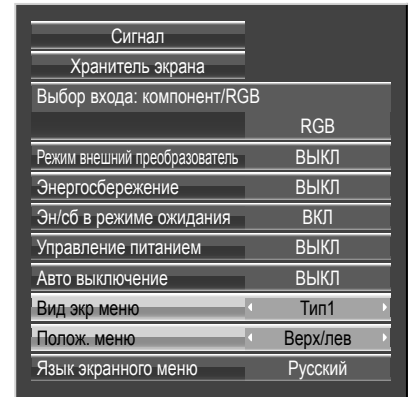 Сигнал
Хранитель экрана
Выбор входа: компонент/RGB
RGB
Режим внешний преобразователь ВЫКЛ
Энергосбережение ВЫКЛ
Эн/сб в режиме ожидания ВКЛ
Управление питанием ВЫКЛ
Авто выключение ВЫКЛ
Вид экр меню Тип1
Полож. меню Верх/лев
Язык экранного меню Русский